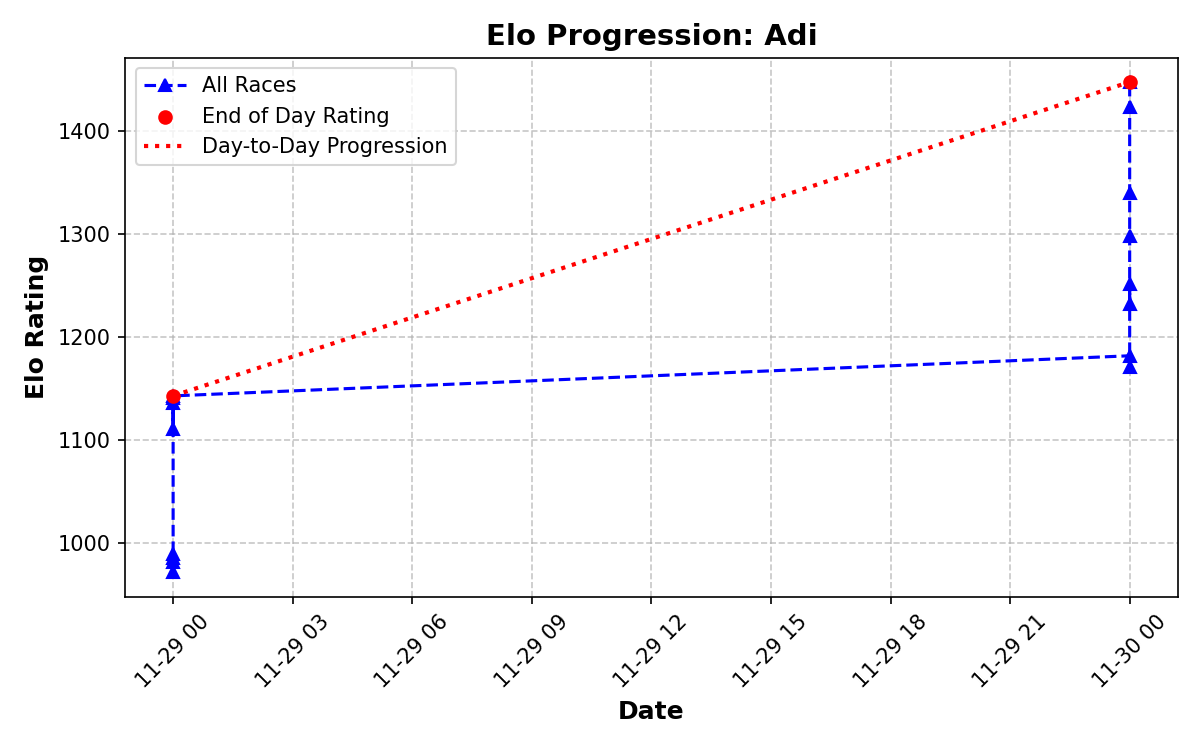 Elo Progression: Adi
All Races
End of Day Rating
Day-to-Day Progression
Elo Rating
1400
1300
1200
1100
1000
11-29 00
11-29 03
11-29 06
11-29 09
11-29 12
11-29 15
11-29 18
11-29 21
11-30 00
Date